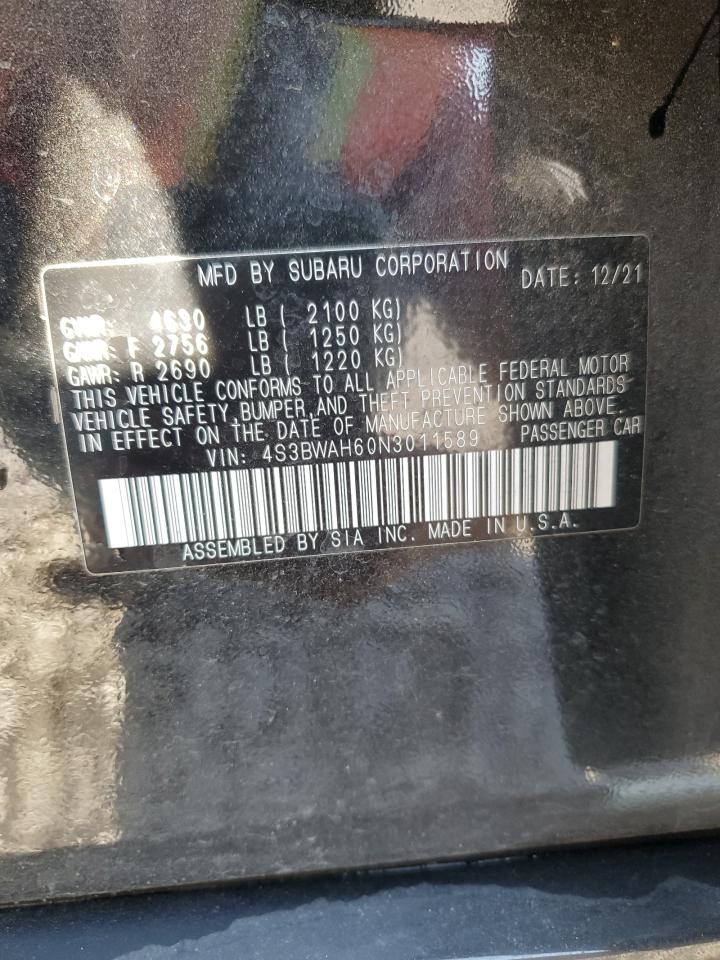 MFD BY SUBARU CORPORATION DATE: 12/21
GVWR: 4630 LB ( 2100 KG)
GAWR: F 2756 LB ( 1250 KG)
GAWR: R 2690 LB ( 1220 KG)
THIS VEHICLE CONFORMS TO ALL APPLICABLE FEDERAL MOTOR
VEHICLE SAFETY, BUMPER, AND THEFT PREVENTION STANDARDS
IN EFFECT ON THE DATE OF MANUFACTURE SHOWN ABOVE.
VIN: 4S3BWAH60N3011589 PASSENGER CAR
ASSEMBLED BY SIA INC. MADE IN U.S.A.